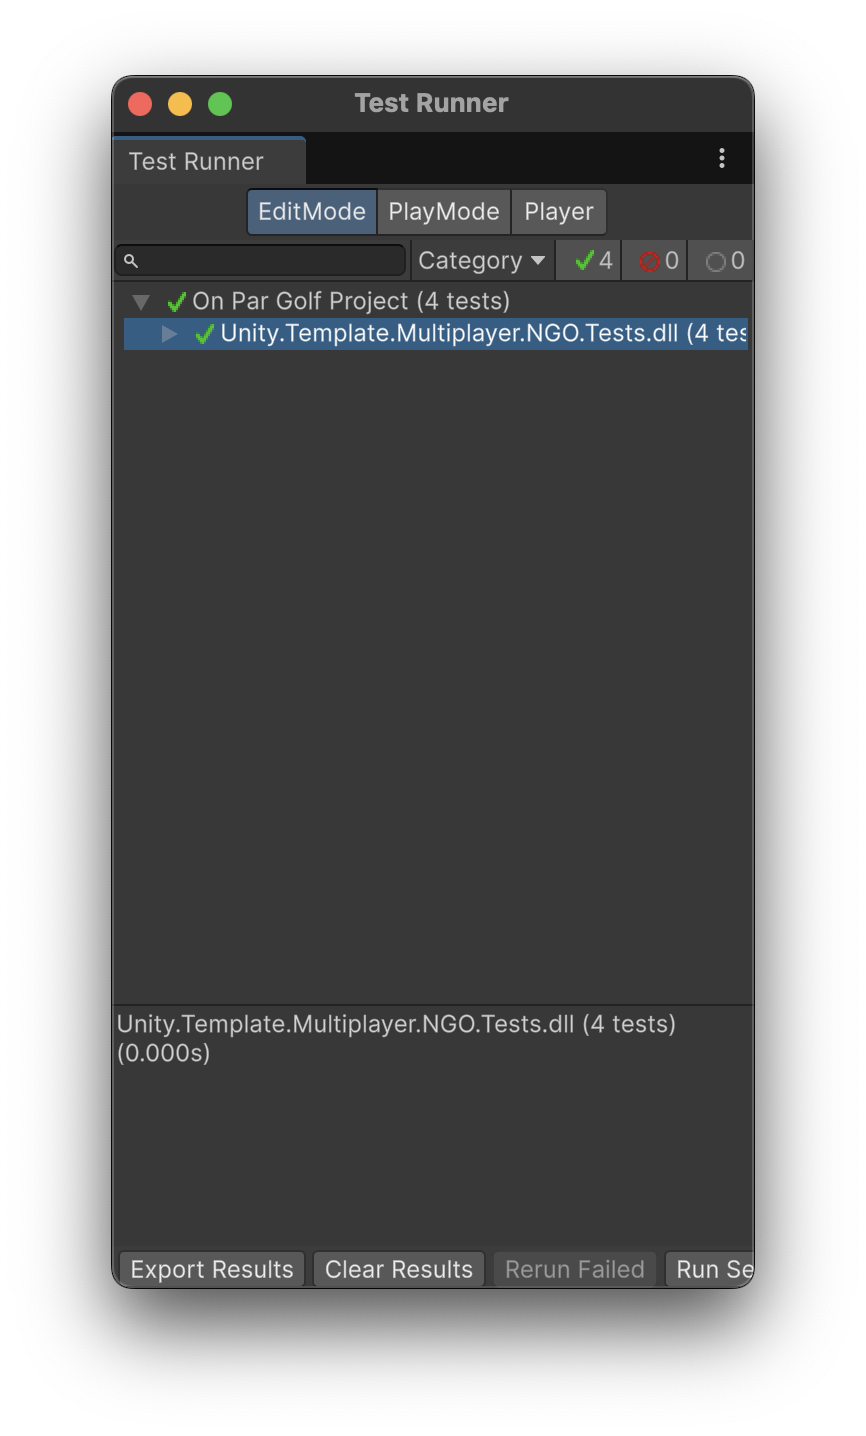 Test Runner
Test Runner
EditMode PlayMode Player
Category 4 0 0
On Par Golf Project (4 tests)
Unity.Template.Multiplayer.NGO.Tests.dll (4 tes
Unity.Template.Multiplayer.NGO.Tests.dll (4 tests)
(0.000s)
Export Results Clear Results Rerun Failed Run Se